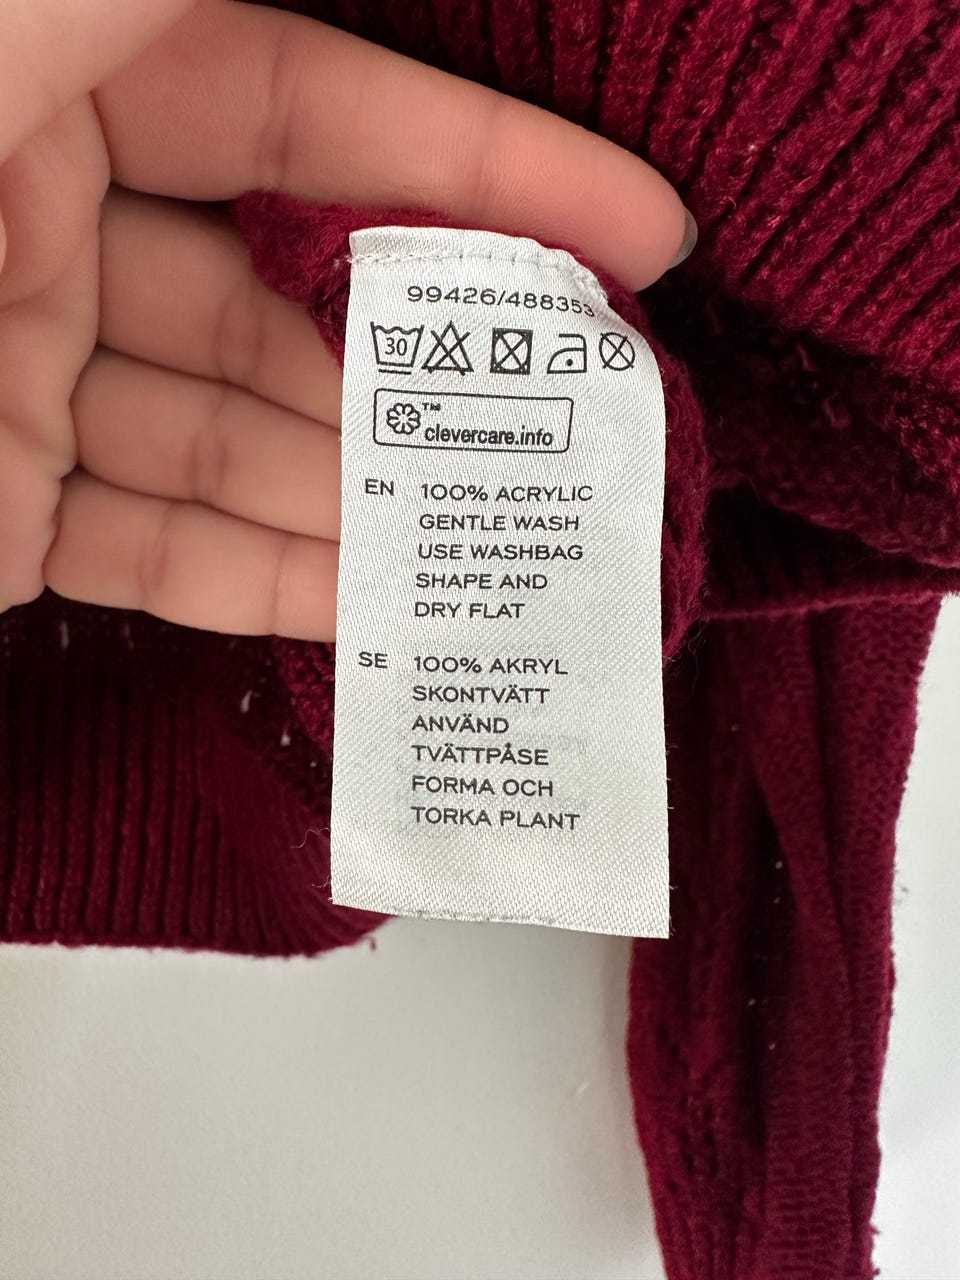 99426/488353
30
™
clevercare.info
EN 100% ACRYLIC
GENTLE WASH
USE WASHBAG
SHAPE AND
DRY FLAT
SE 100% AKRYL
SKONTVÄTT
ANVÄND
TVÄTTPÅSE
FORMA OCH
TORKA PLANT